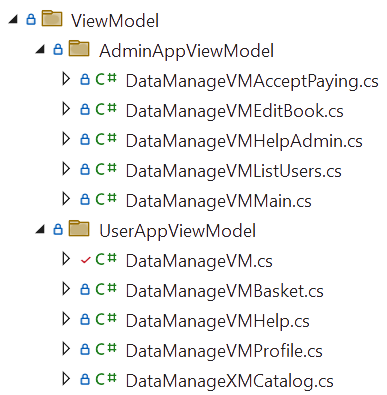 ViewModel
AdminAppViewModel
C# DataManageVMAcceptPaying.cs
C# DataManageVMEditBook.cs
C# DataManageVMHelpAdmin.cs
C# DataManageVMListUsers.cs
C# DataManageVMMain.cs
UserAppViewModel
C# DataManageVM.cs
C# DataManageVMBasket.cs
C# DataManageVMHelp.cs
C# DataManageVMProfile.cs
C# DataManageXMCatalog.cs